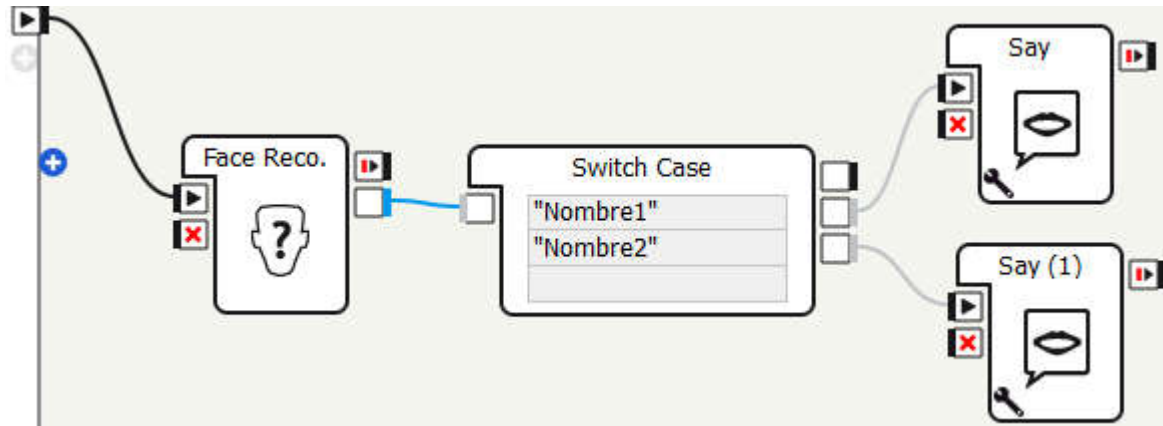 Face Reco.
Switch Case
"Nombre1"
"Nombre2"
Say
Say (1)